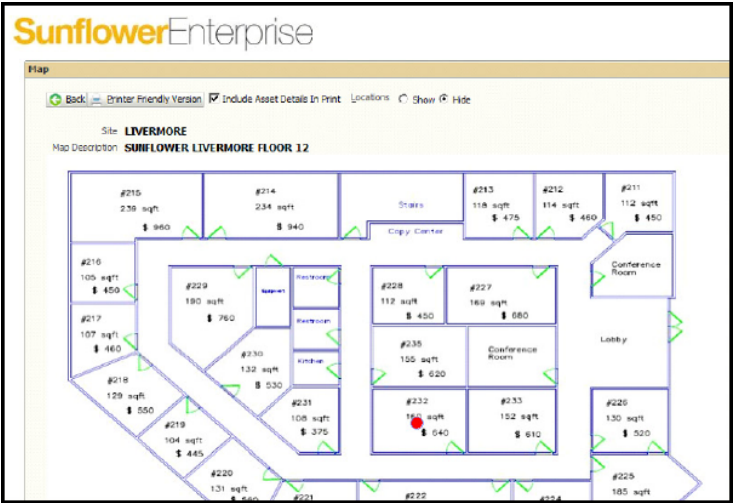 SunflowerEnterprise
Map
Back Printer Friendly Version Include Asset Details In Print Locations Show Hide
Site LIVERMORE
Map Description SUNFLOWER LIVERMORE FLOOR 12
#215
239 sqft
$ 960
#214
234 sqft
$ 940
Stairs
Copy Center
#213
118 sqft
$ 475
#212
114 sqft
$ 460
#211
112 sqft
$ 450
#216
105 sqft
$ 450
#229
190 sqft
$ 760
Restroom
#228
112 sqft
$ 450
#227
169 sqft
$ 680
Conference
Room
#217
107 sqft
$ 460
Restroom
Lobby
#230
132 sqft
$ 530
Kitchen
#235
155 sqft
$ 620
Conference
Room
#218
129 sqft
$ 550
#231
108 sqft
$ 375
#232
160 sqft
$ 640
#233
152 sqft
$ 610
#226
130 sqft
$ 520
#219
104 sqft
$ 445
#220
131 sqft
#221
#222
#224
#225
185 sqft